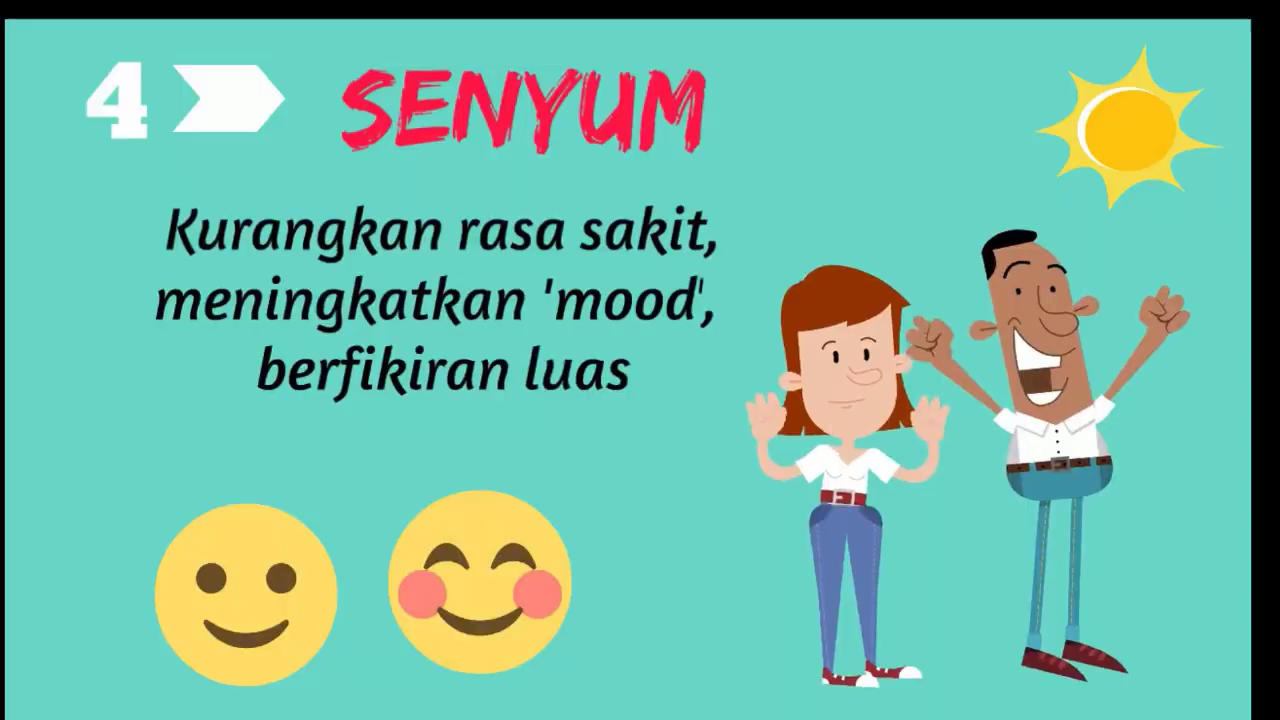 4 SENYUM
Kurangkan rasa sakit,
meningkatkan 'mood',
berfikiran luas